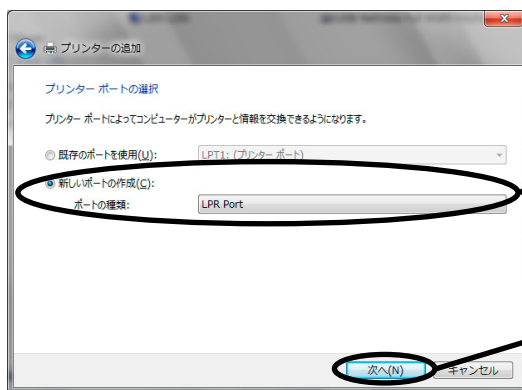 プリンターの追加
プリンター ポートの選択
プリンター ポートによってコンピューターがプリンターと情報を交換できるようになります。
既存のポートを使用(U): LPT1: (プリンター ポート)
新しいポートの作成(C):
ポートの種類: LPR Port
次へ(N) キャンセル